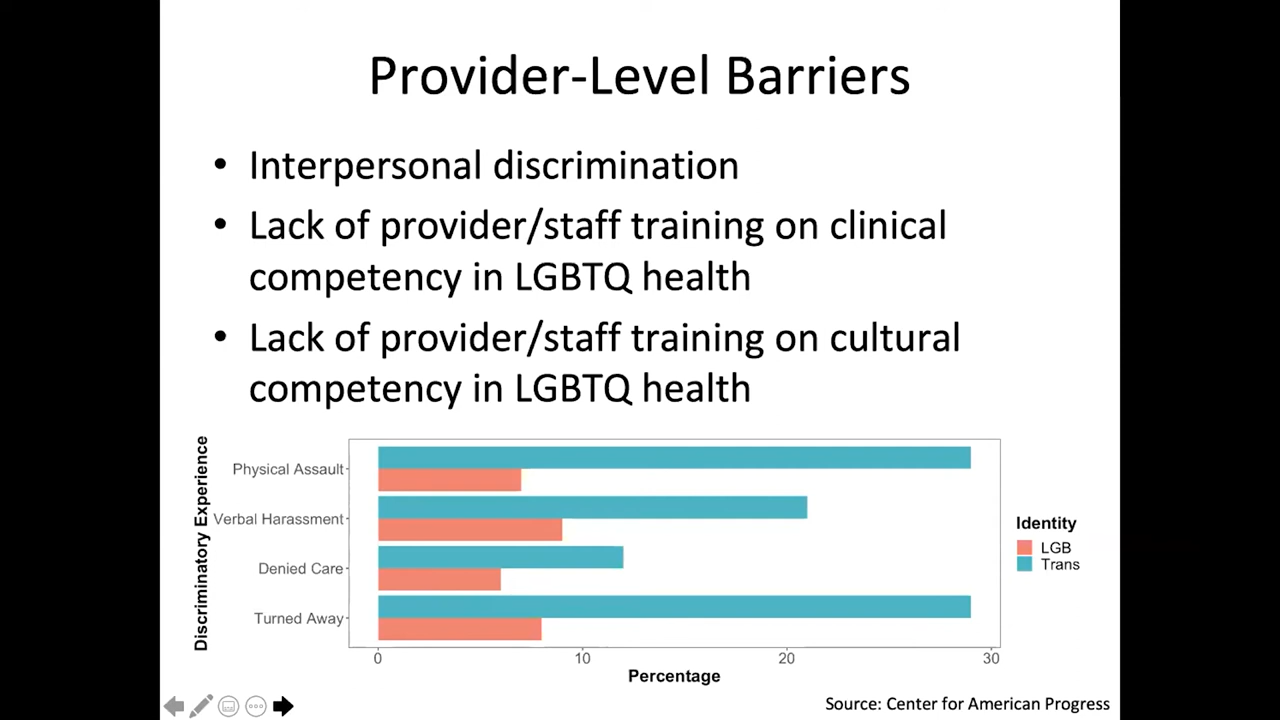 Provider-Level Barriers
• Interpersonal discrimination
• Lack of provider/staff training on clinical
competency in LGBTQ health
• Lack of provider/staff training on cultural
competency in LGBTQ health
Discriminatory Experience
Physical Assault
Verbal Harassment
Denied Care
Turned Away
0 10 20 30
Percentage
Identity
LGB
Trans
Source: Center for American Progress